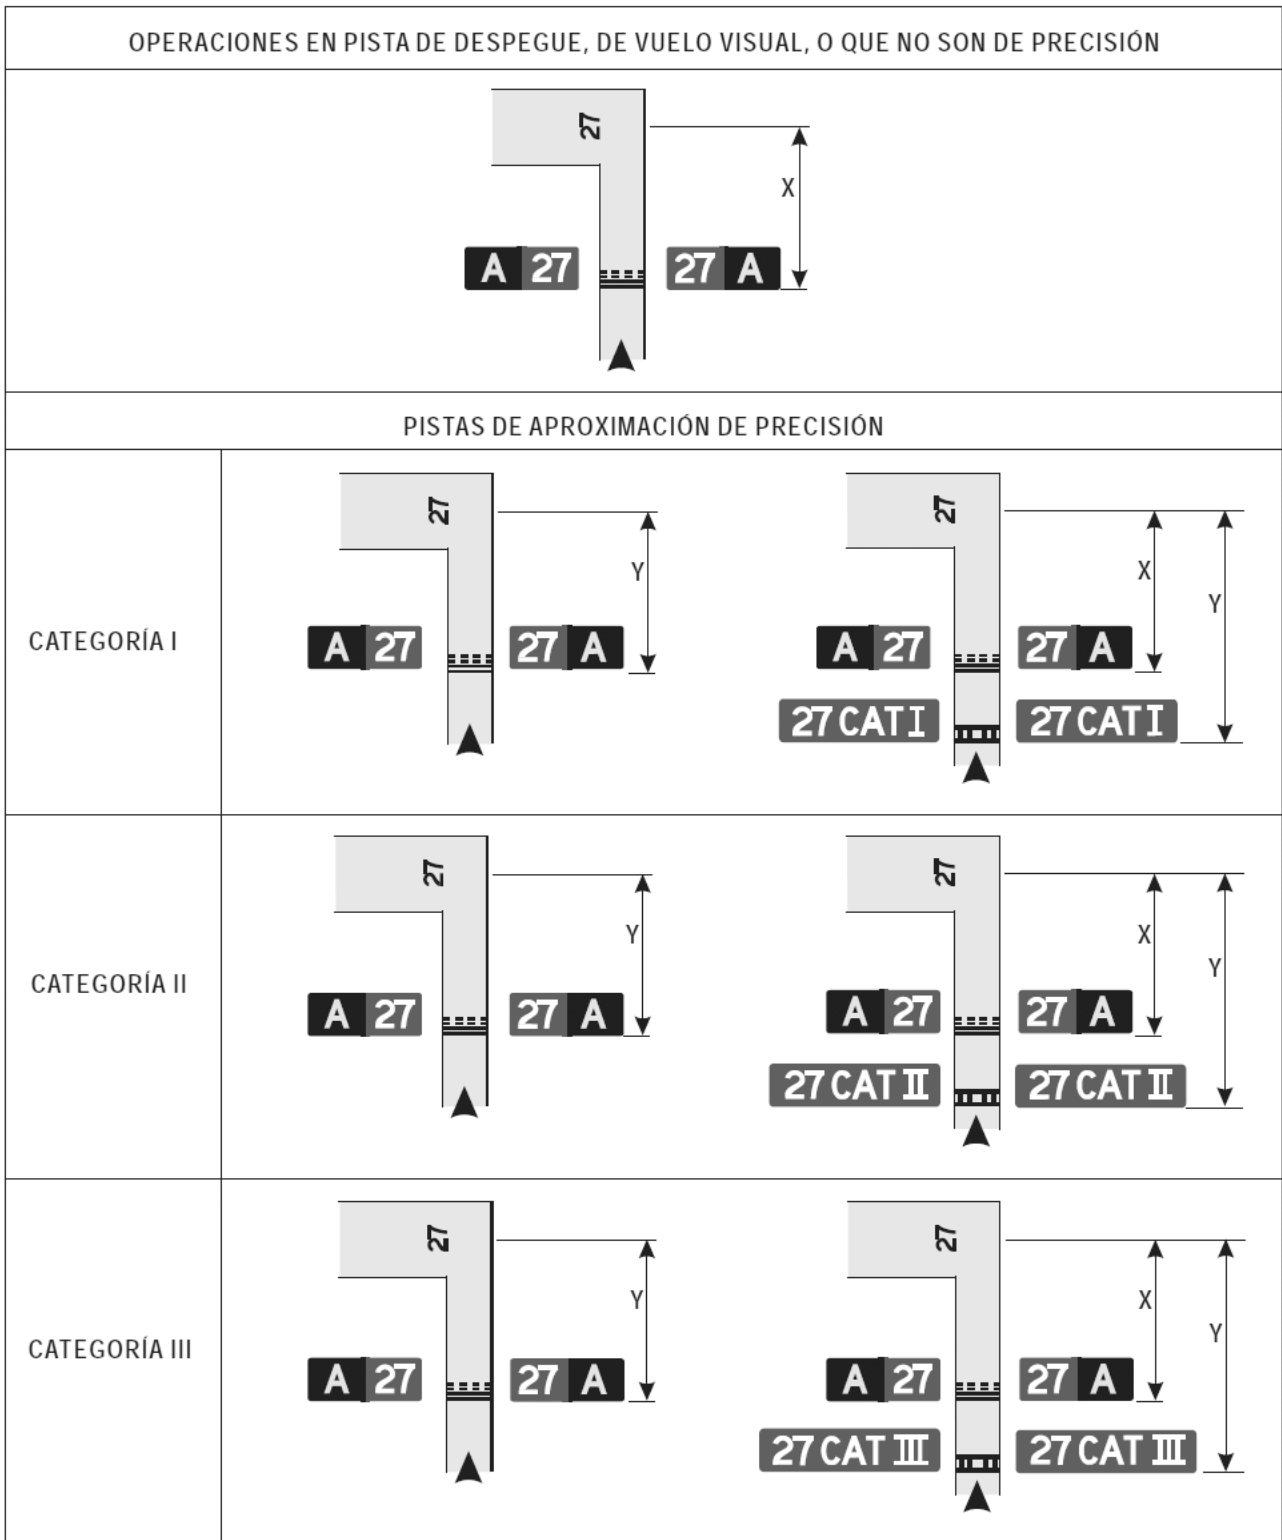 OPERACIONES EN PISTA DE DESPEGUE, DE VUELO VISUAL, O QUE NO SON DE PRECISIÓN
27
X
A 27 27 A
PISTAS DE APROXIMACIÓN DE PRECISIÓN
CATEGORÍA I
27
Y
A 27 27 A
27
X
Y
A 27 27 A
27 CAT I 27 CAT I
CATEGORÍA II
27
Y
A 27 27 A
27
X
Y
A 27 27 A
27 CAT II 27 CAT II
CATEGORÍA III
27
Y
A 27 27 A
27
X
Y
A 27 27 A
27 CAT III 27 CAT III